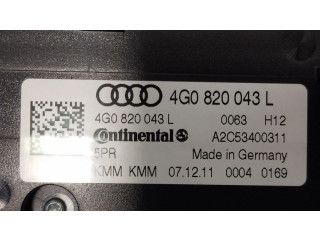 4G0 820 043 L
4G0 820 043 L 0063 H12
Continental A2C53400311
5PR Made in Germany
KMM KMM 07.12.11 0004 0169